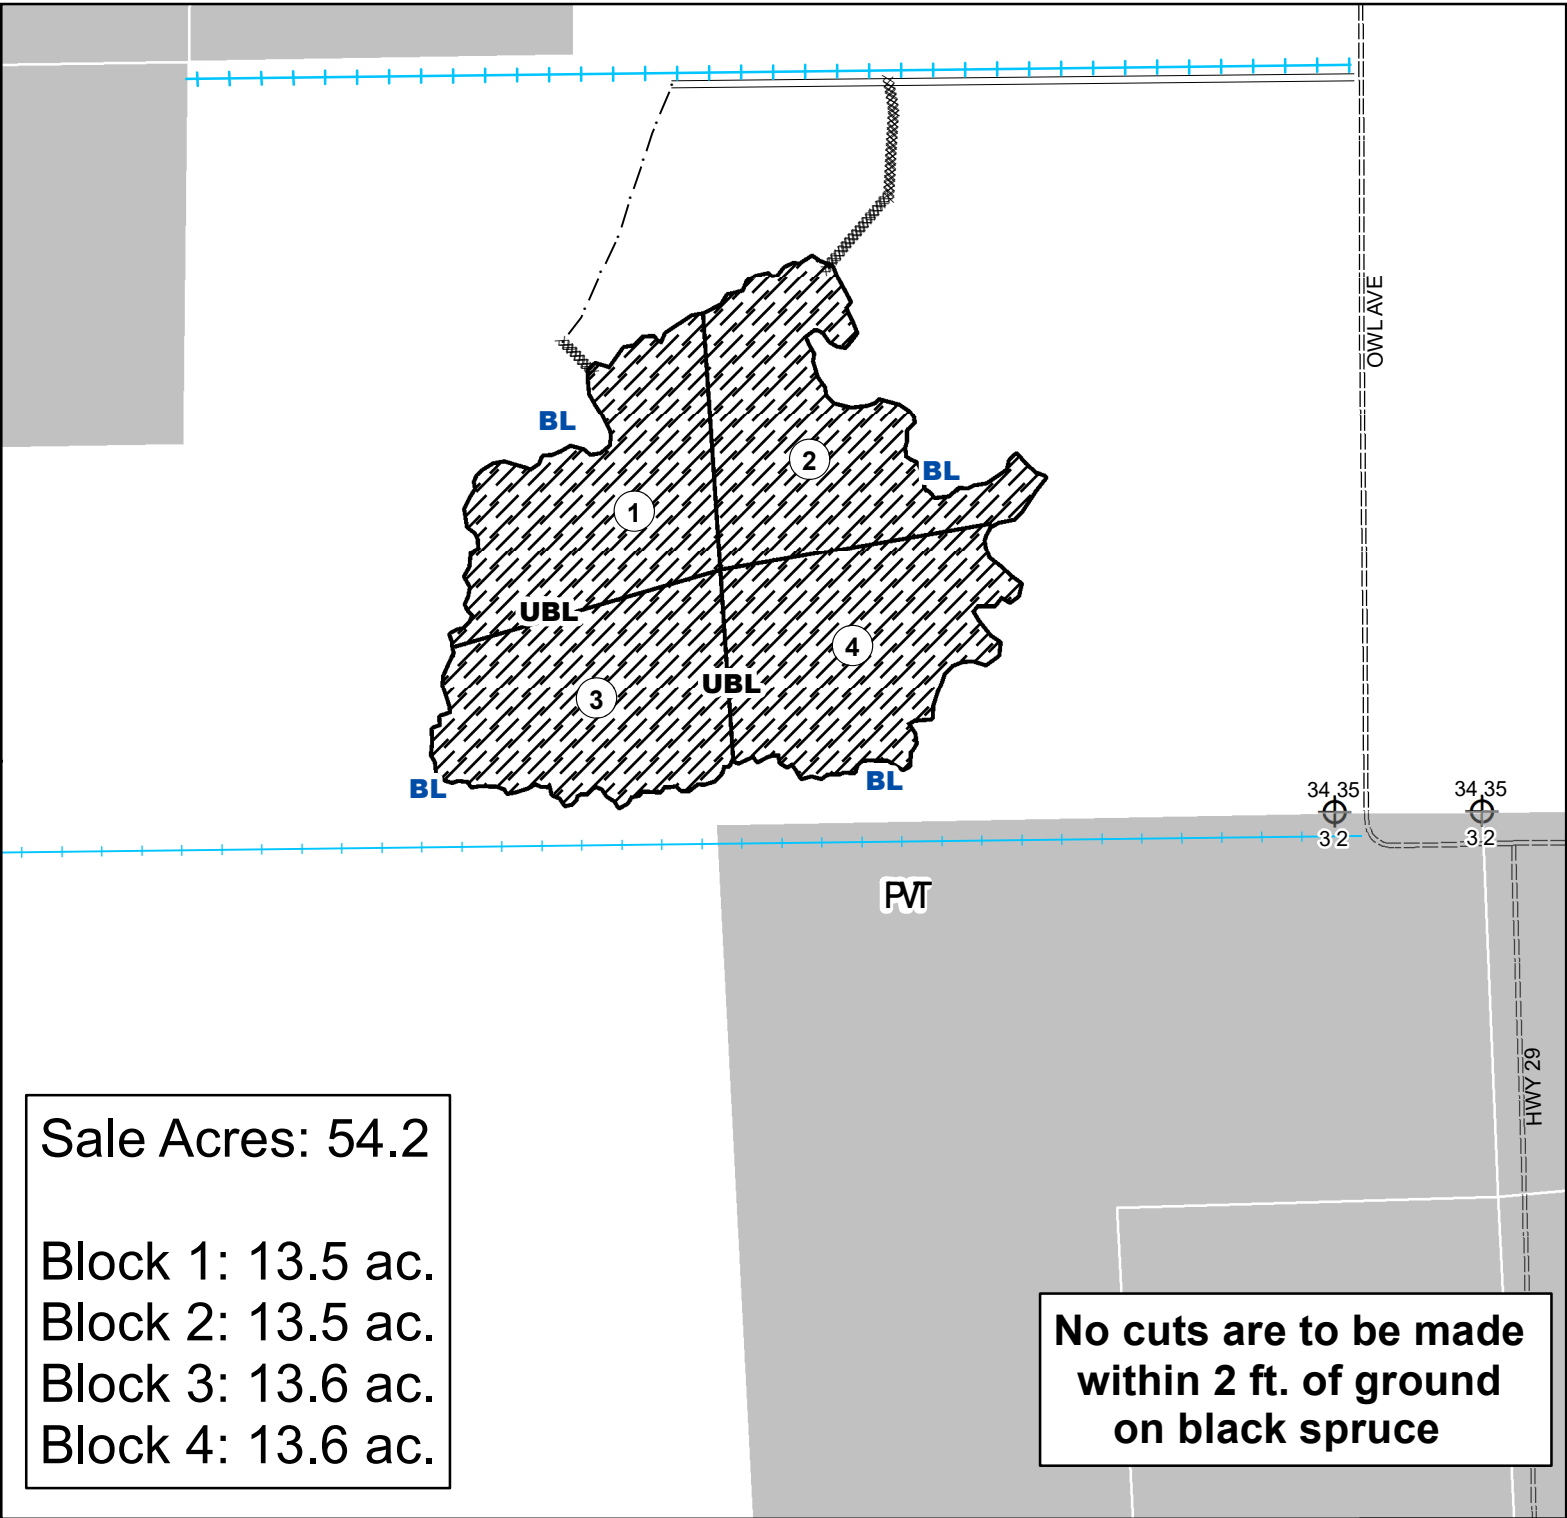 OWL AVE
BL
2
BL
1
UBL
4
UBL
3
BL
BL
34 35
3 2
34 35
3 2
PVT
HWY 29
Sale Acres: 54.2
Block 1: 13.5 ac.
Block 2: 13.5 ac.
Block 3: 13.6 ac.
Block 4: 13.6 ac.
No cuts are to be made
within 2 ft. of ground
on black spruce